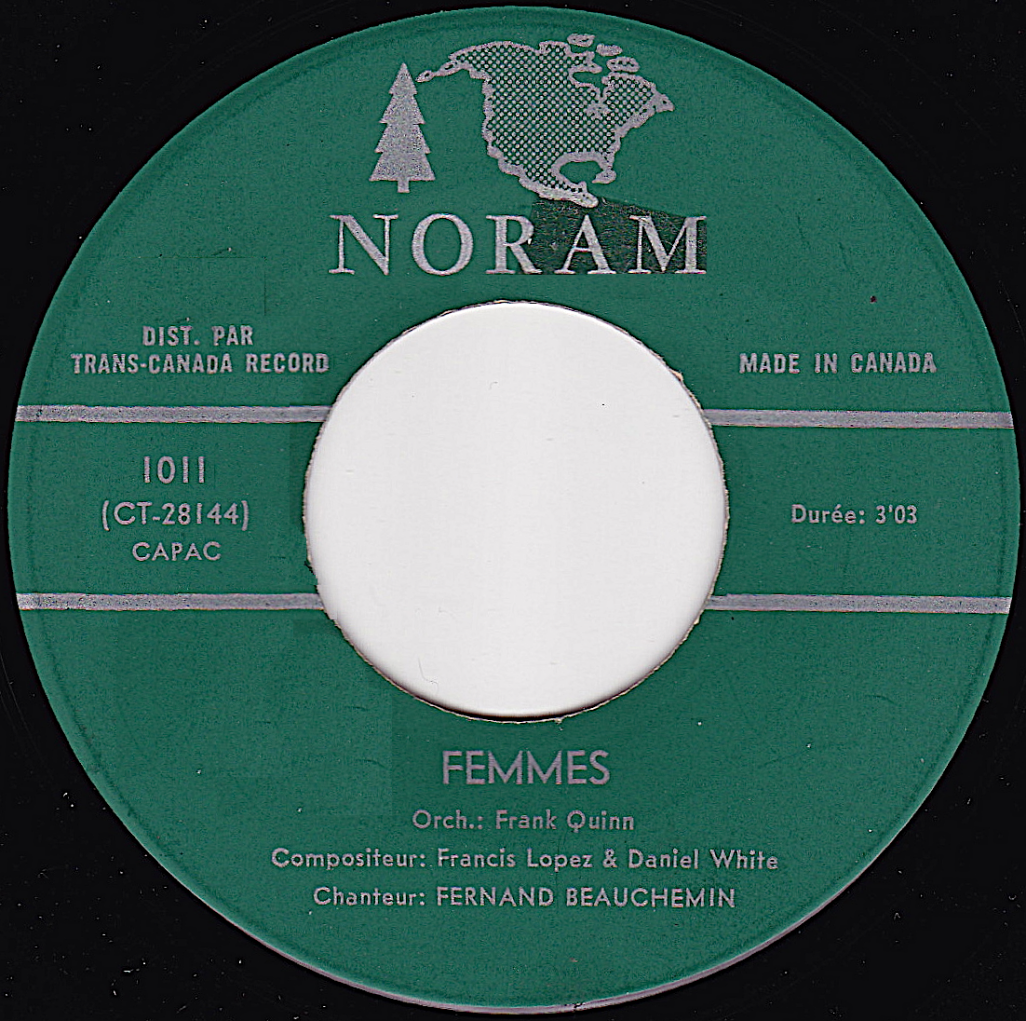 NORAM
DIST. PAR
TRANS-CANADA RECORD
MADE IN CANADA
1011
(CT-28144)
CAPAC
Durée: 3'03
FEMMES
Orch.: Frank Quinn
Compositeur: Francis Lopez & Daniel White
Chanteur: FERNAND BEAUCHEMIN